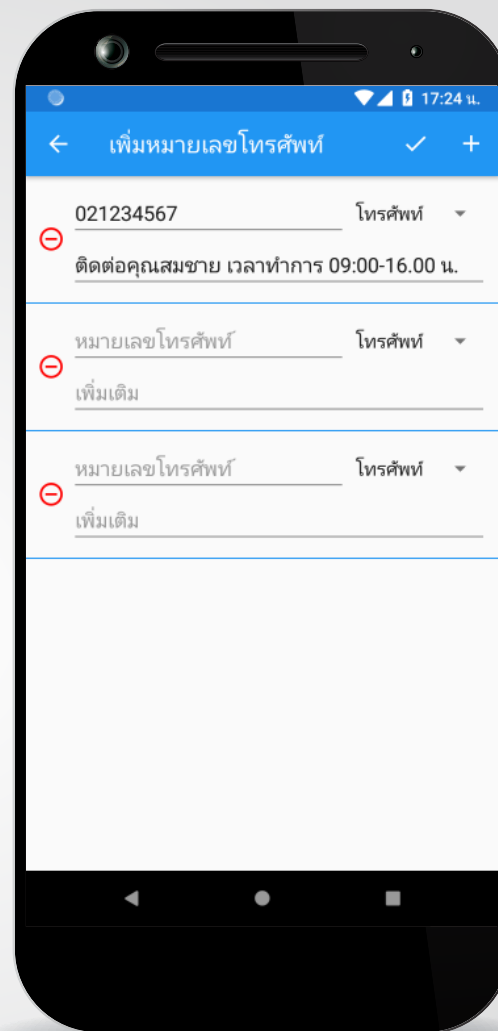 17:24 น.
เพิ่มหมายเลขโทรศัพท์
021234567 โทรศัพท์
ติดต่อคุณสมชาย เวลาทำการ 09:00-16.00 น.
หมายเลขโทรศัพท์ โทรศัพท์
เพิ่มเติม
หมายเลขโทรศัพท์ โทรศัพท์
เพิ่มเติม